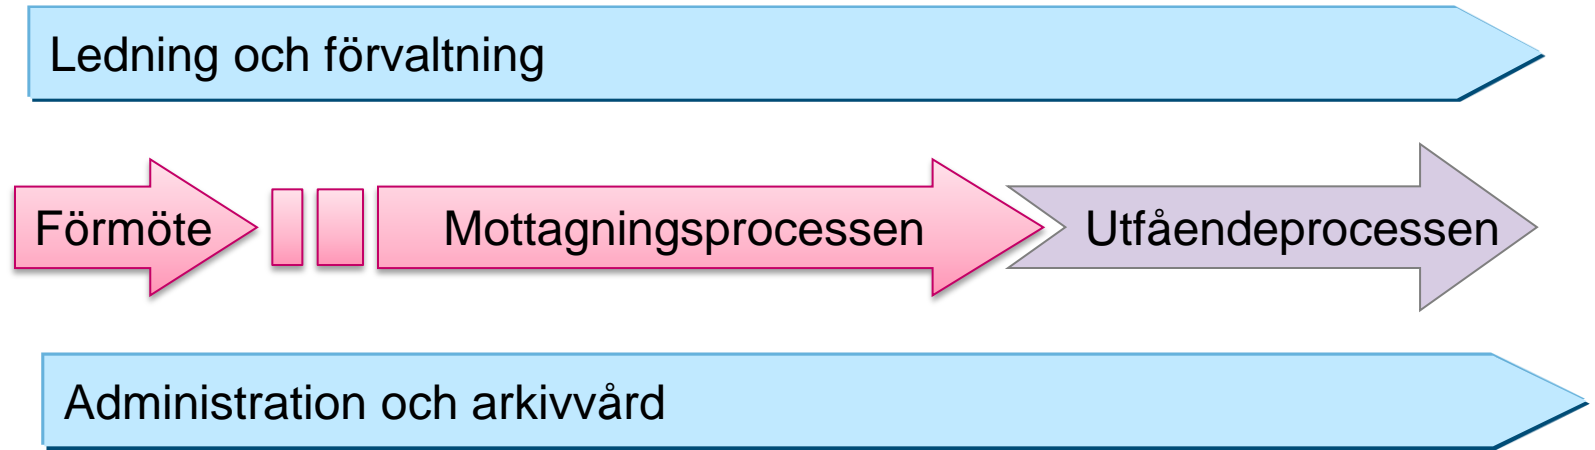 Ledning och förvaltning
Förmöte
Mottagningsprocessen
Utfåendeprocessen
Administration och arkivvård